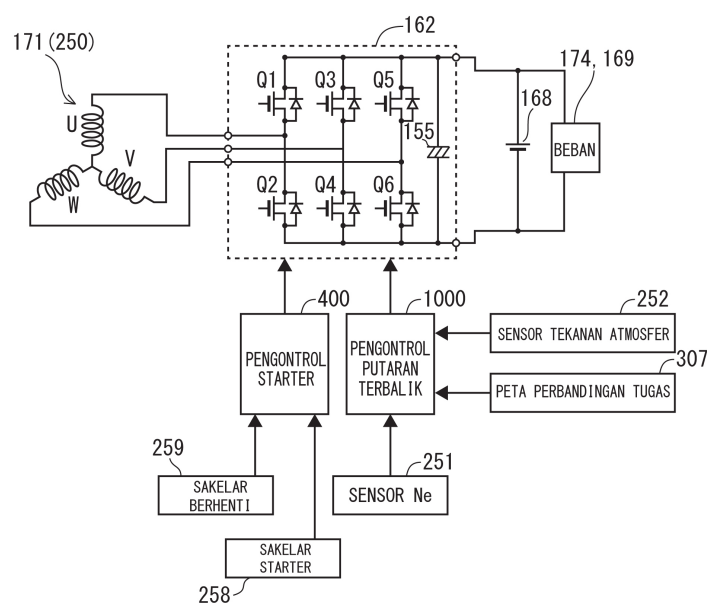 171 (250)
162
174, 169
Q1
Q3
Q5
U
V
W
155
168
BEBAN
Q2
Q4
Q6
400
1000
252
PENGONTROL
STARTER
PENGONTROL
PUTARAN
TERBALIK
SENSOR TEKANAN ATMOSFER
307
PETA PERBANDINGAN TUGAS
259
251
SAKELAR
BERHENTI
SENSOR Ne
SAKELAR
STARTER
258